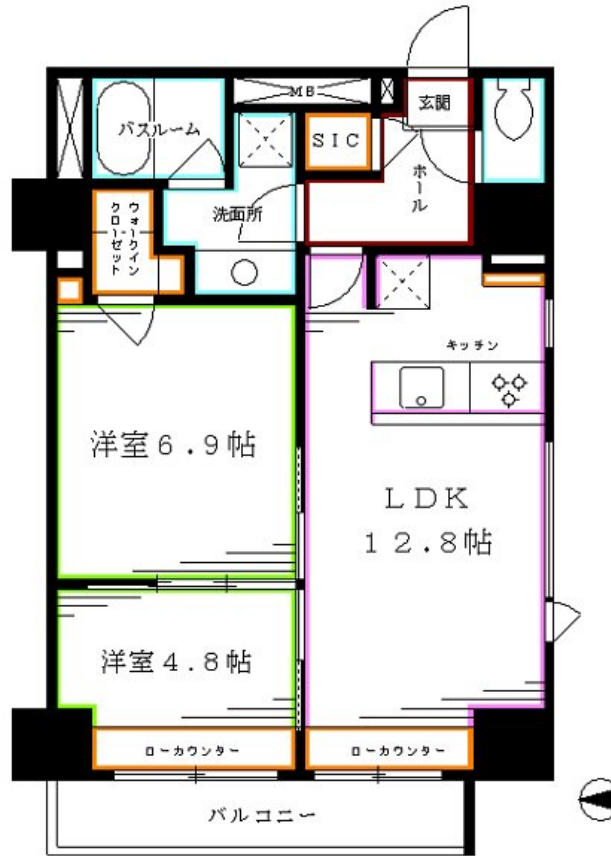 MB
玄関
バスルーム
SIC
ホール
洗面所
ウォークイン
クローゼット
キッチン
洋室6.9帖
LDK
12.8帖
洋室4.8帖
ローカウンター
ローカウンター
バルコニー